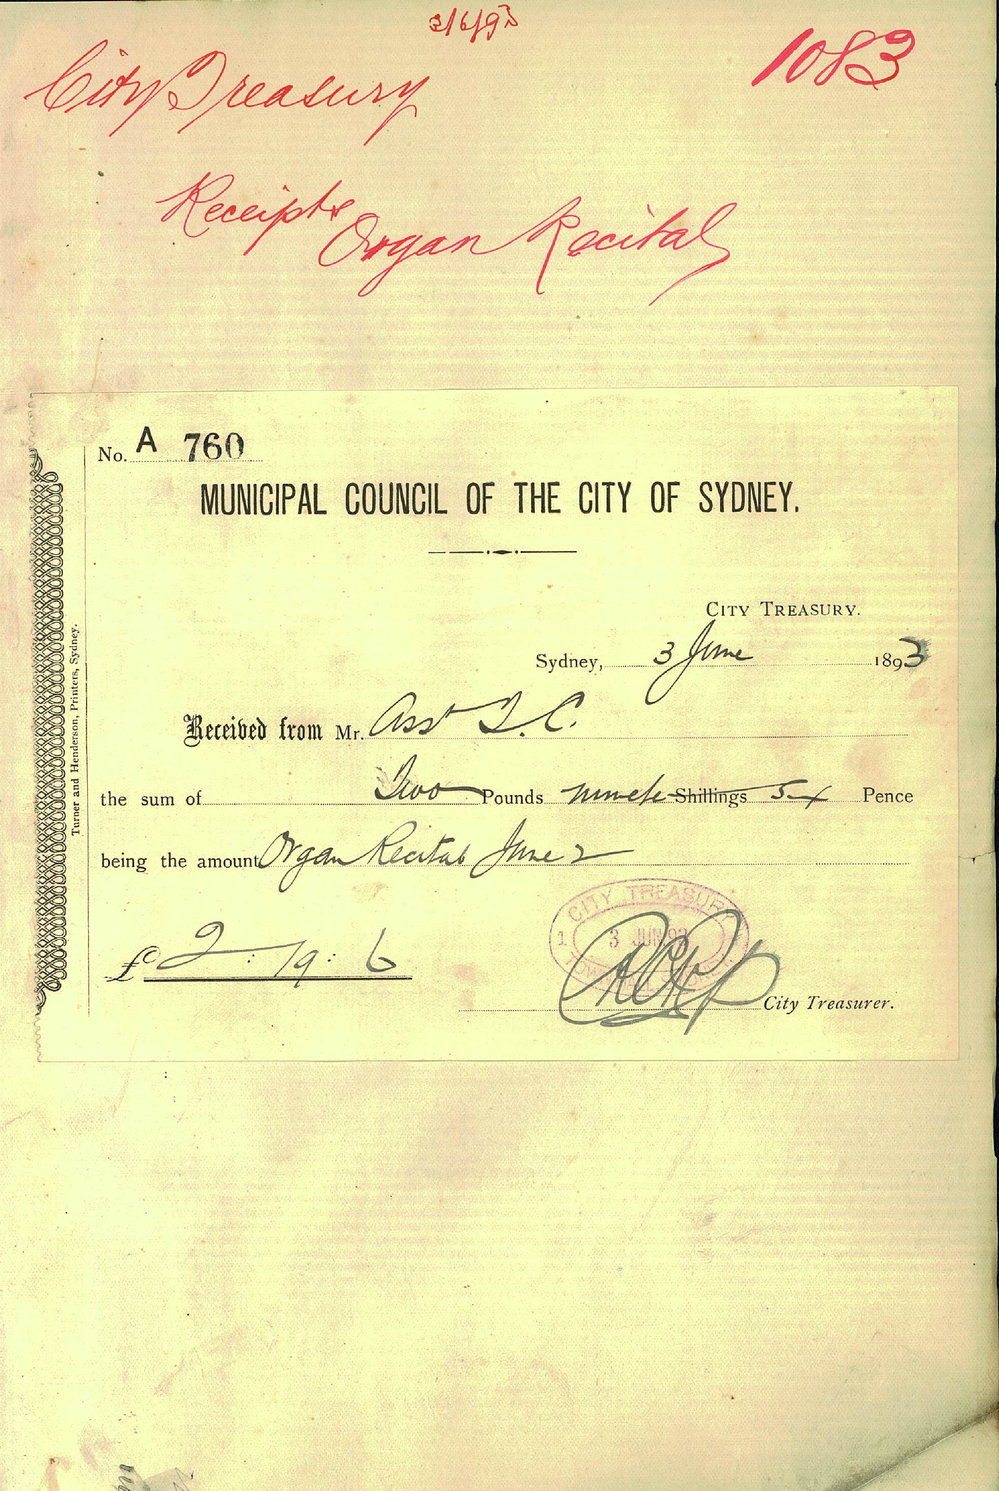 3/6/93
City Treasury
1083
Receipts
Organ Recital
No. A 760
MUNICIPAL COUNCIL OF THE CITY OF SYDNEY.
CITY TREASURY.
Sydney, 3 June 1893
Received from Mr. Asst T. C.
the sum of Two Pounds Shillings Pence
being the amount Organ Recital June 2
£ 2 : 19 : 6
CITY TREASURY
3 JUN 93
City Treasurer.
Turner and Henderson, Printers, Sydney.